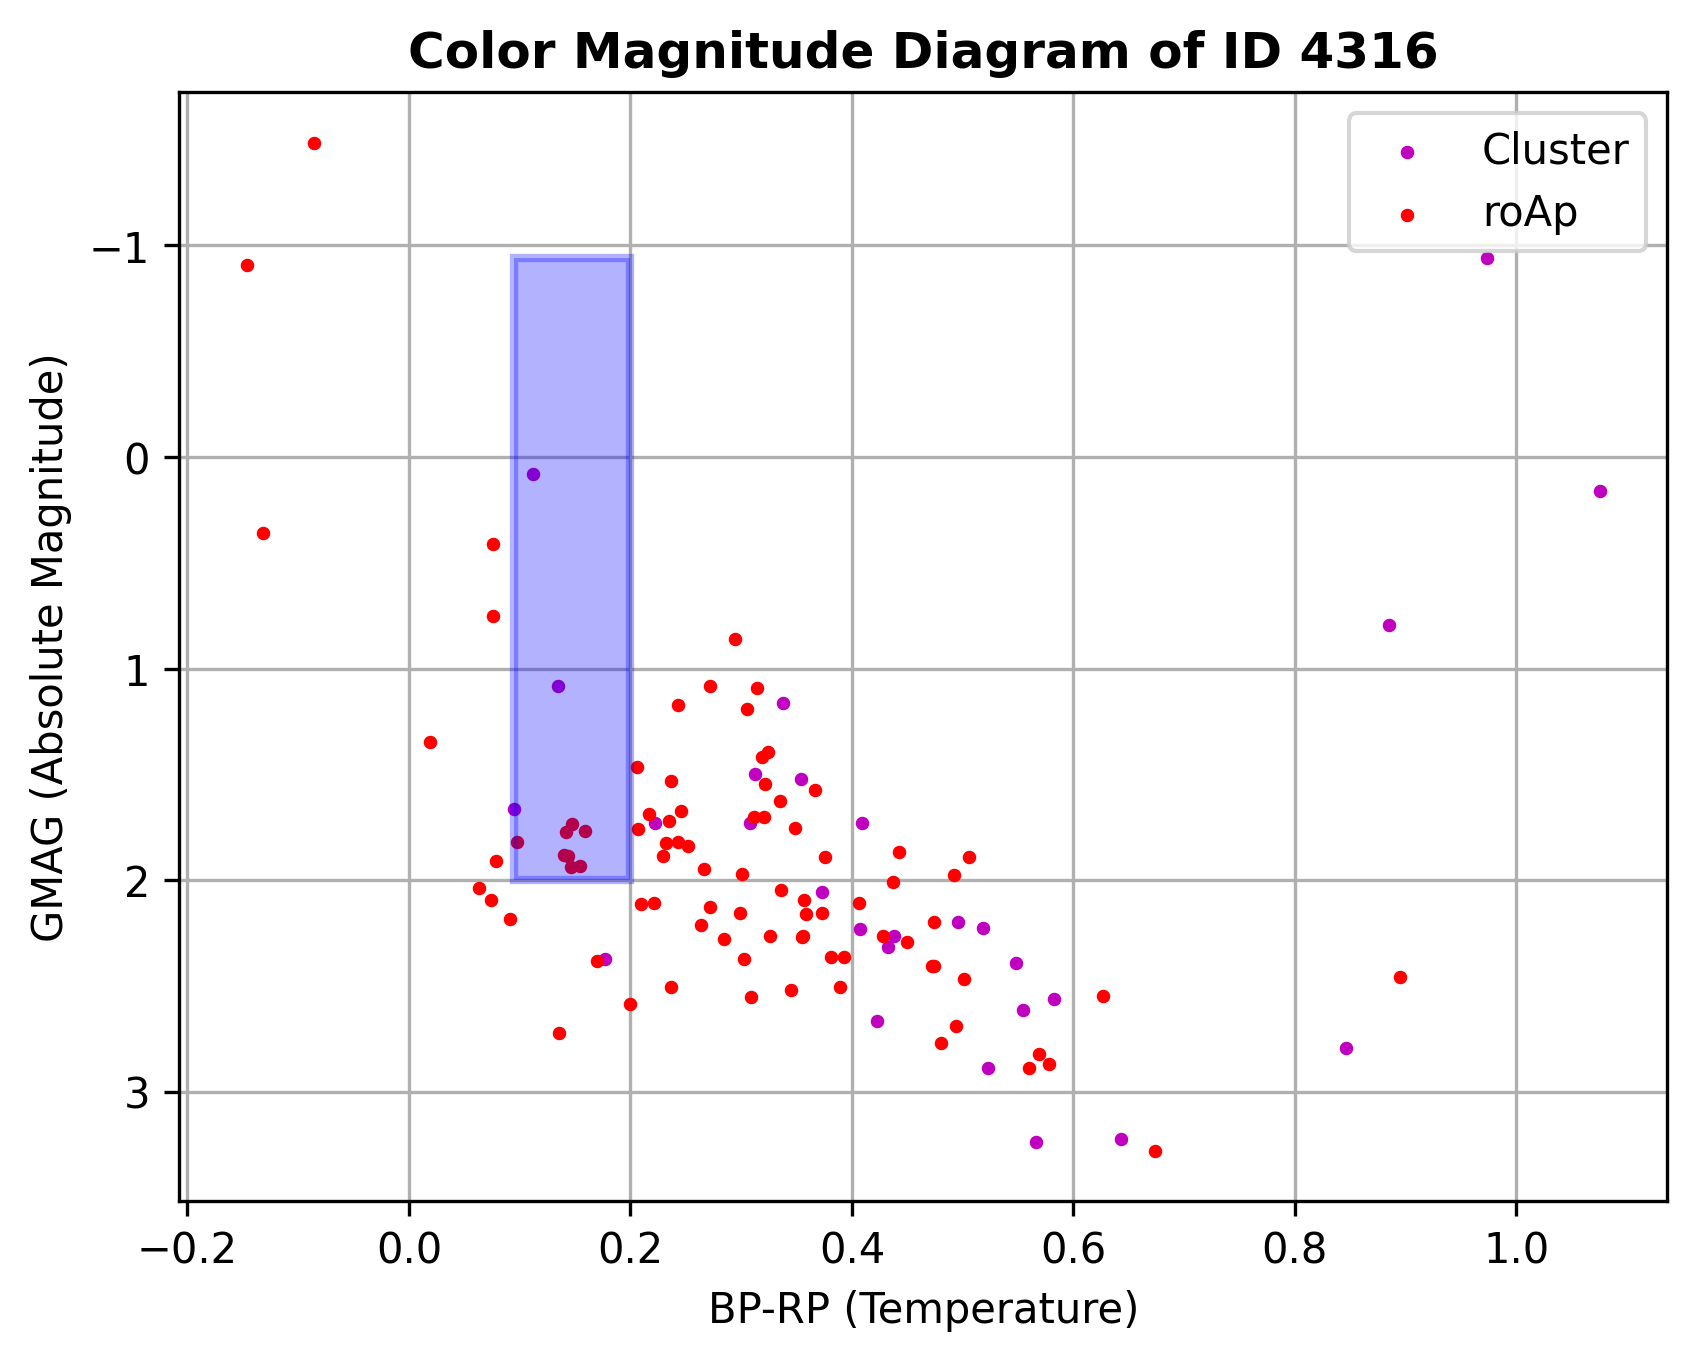 Color Magnitude Diagram of ID 4316
Cluster
roAp
−1
0
1
2
3
GMAG (Absolute Magnitude)
−0.2 0.0 0.2 0.4 0.6 0.8 1.0
BP-RP (Temperature)